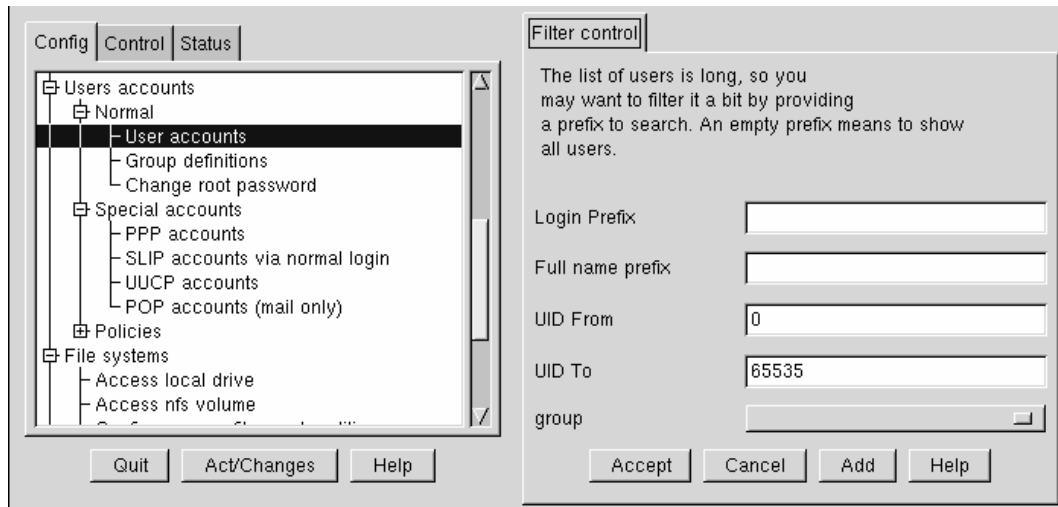 Config Control Status
Users accounts
Normal
User accounts
Group definitions
Change root password
Special accounts
PPP accounts
SLIP accounts via normal login
UUCP accounts
POP accounts (mail only)
Policies
File systems
Access local drive
Access nfs volume
Quit Act/Changes Help
Filter control
The list of users is long, so you
may want to filter it a bit by providing
a prefix to search. An empty prefix means to show
all users.
Login Prefix
Full name prefix
UID From 0
UID To 65535
group
Accept Cancel Add Help